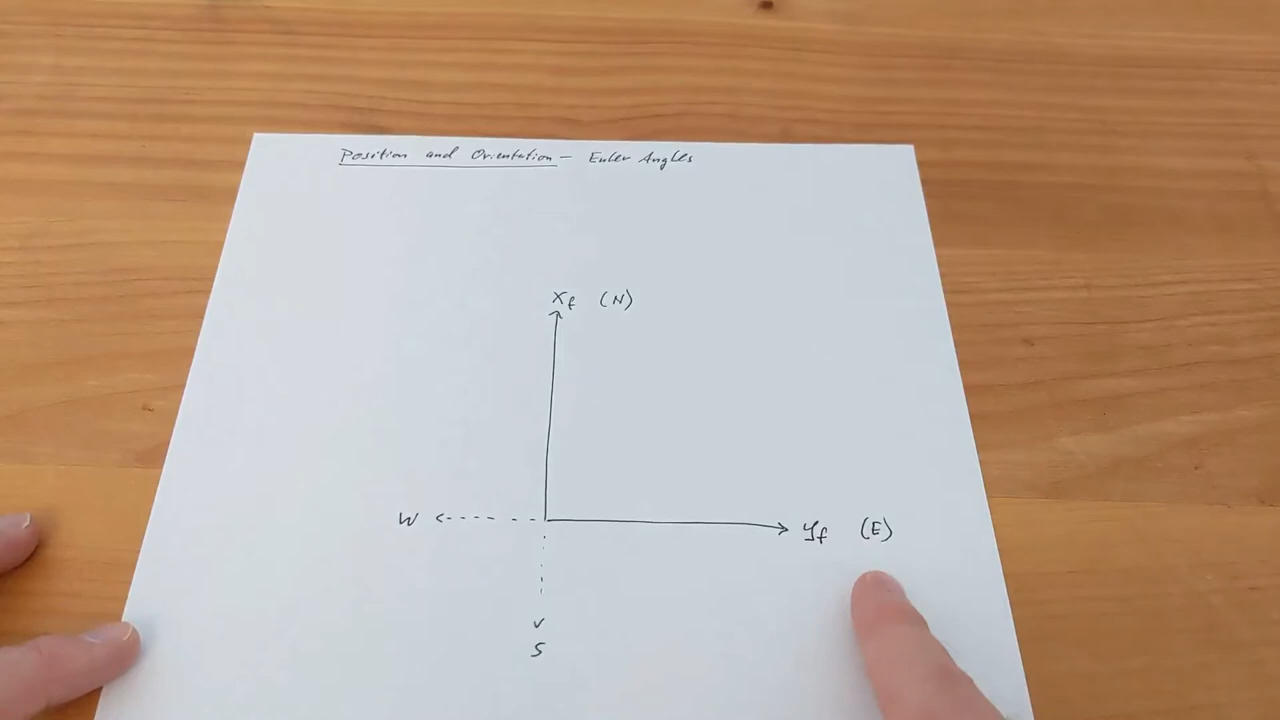 Position and Orientation - Euler Angles
xf (N)
W
yf (E)
S